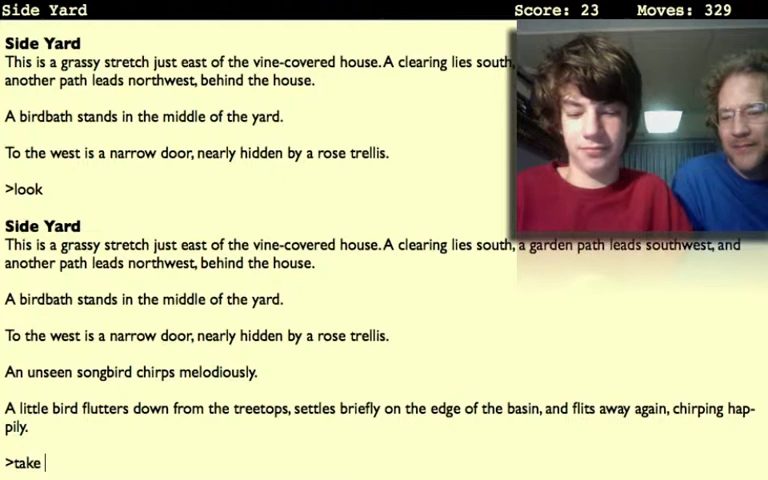 Side Yard Score: 23 Moves: 329
Side Yard
This is a grassy stretch just east of the vine-covered house. A clearing lies south,
another path leads northwest, behind the house.
A birdbath stands in the middle of the yard.
To the west is a narrow door, nearly hidden by a rose trellis.
>look
Side Yard
This is a grassy stretch just east of the vine-covered house. A clearing lies south, a garden path leads southwest, and
another path leads northwest, behind the house.
A birdbath stands in the middle of the yard.
To the west is a narrow door, nearly hidden by a rose trellis.
An unseen songbird chirps melodiously.
A little bird flutters down from the treetops, settles briefly on the edge of the basin, and flits away again, chirping hap-
pily.
>take